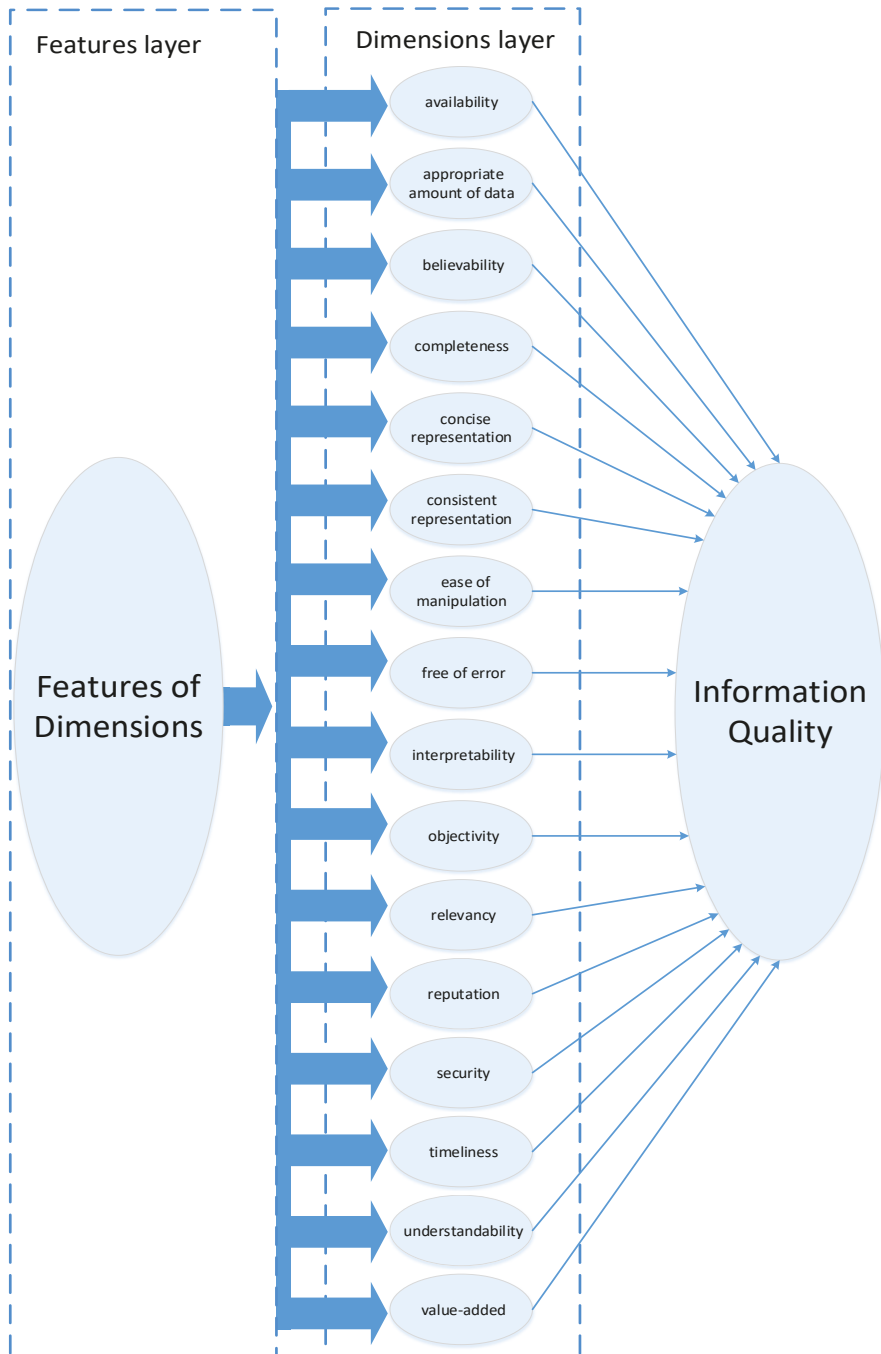 Features layer
Dimensions layer
availability
appropriate
amount of data
believability
completeness
concise
representation
consistent
representation
ease of
manipulation
free of error
interpretability
objectivity
relevancy
reputation
security
timeliness
understandability
value-added
Features of
Dimensions
Information
Quality